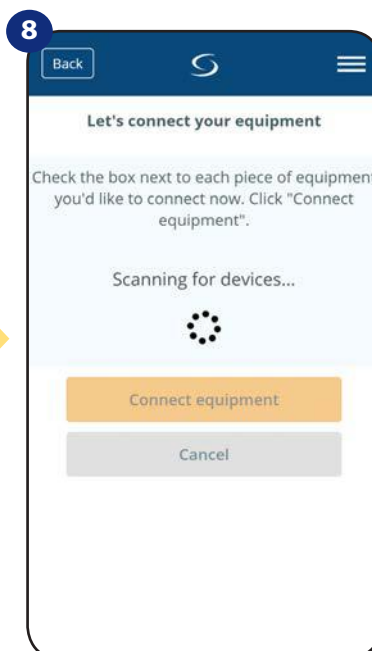 8
Back
Let's connect your equipment
Check the box next to each piece of equipment
you'd like to connect now. Click "Connect
equipment".
Scanning for devices...
Connect equipment
Cancel